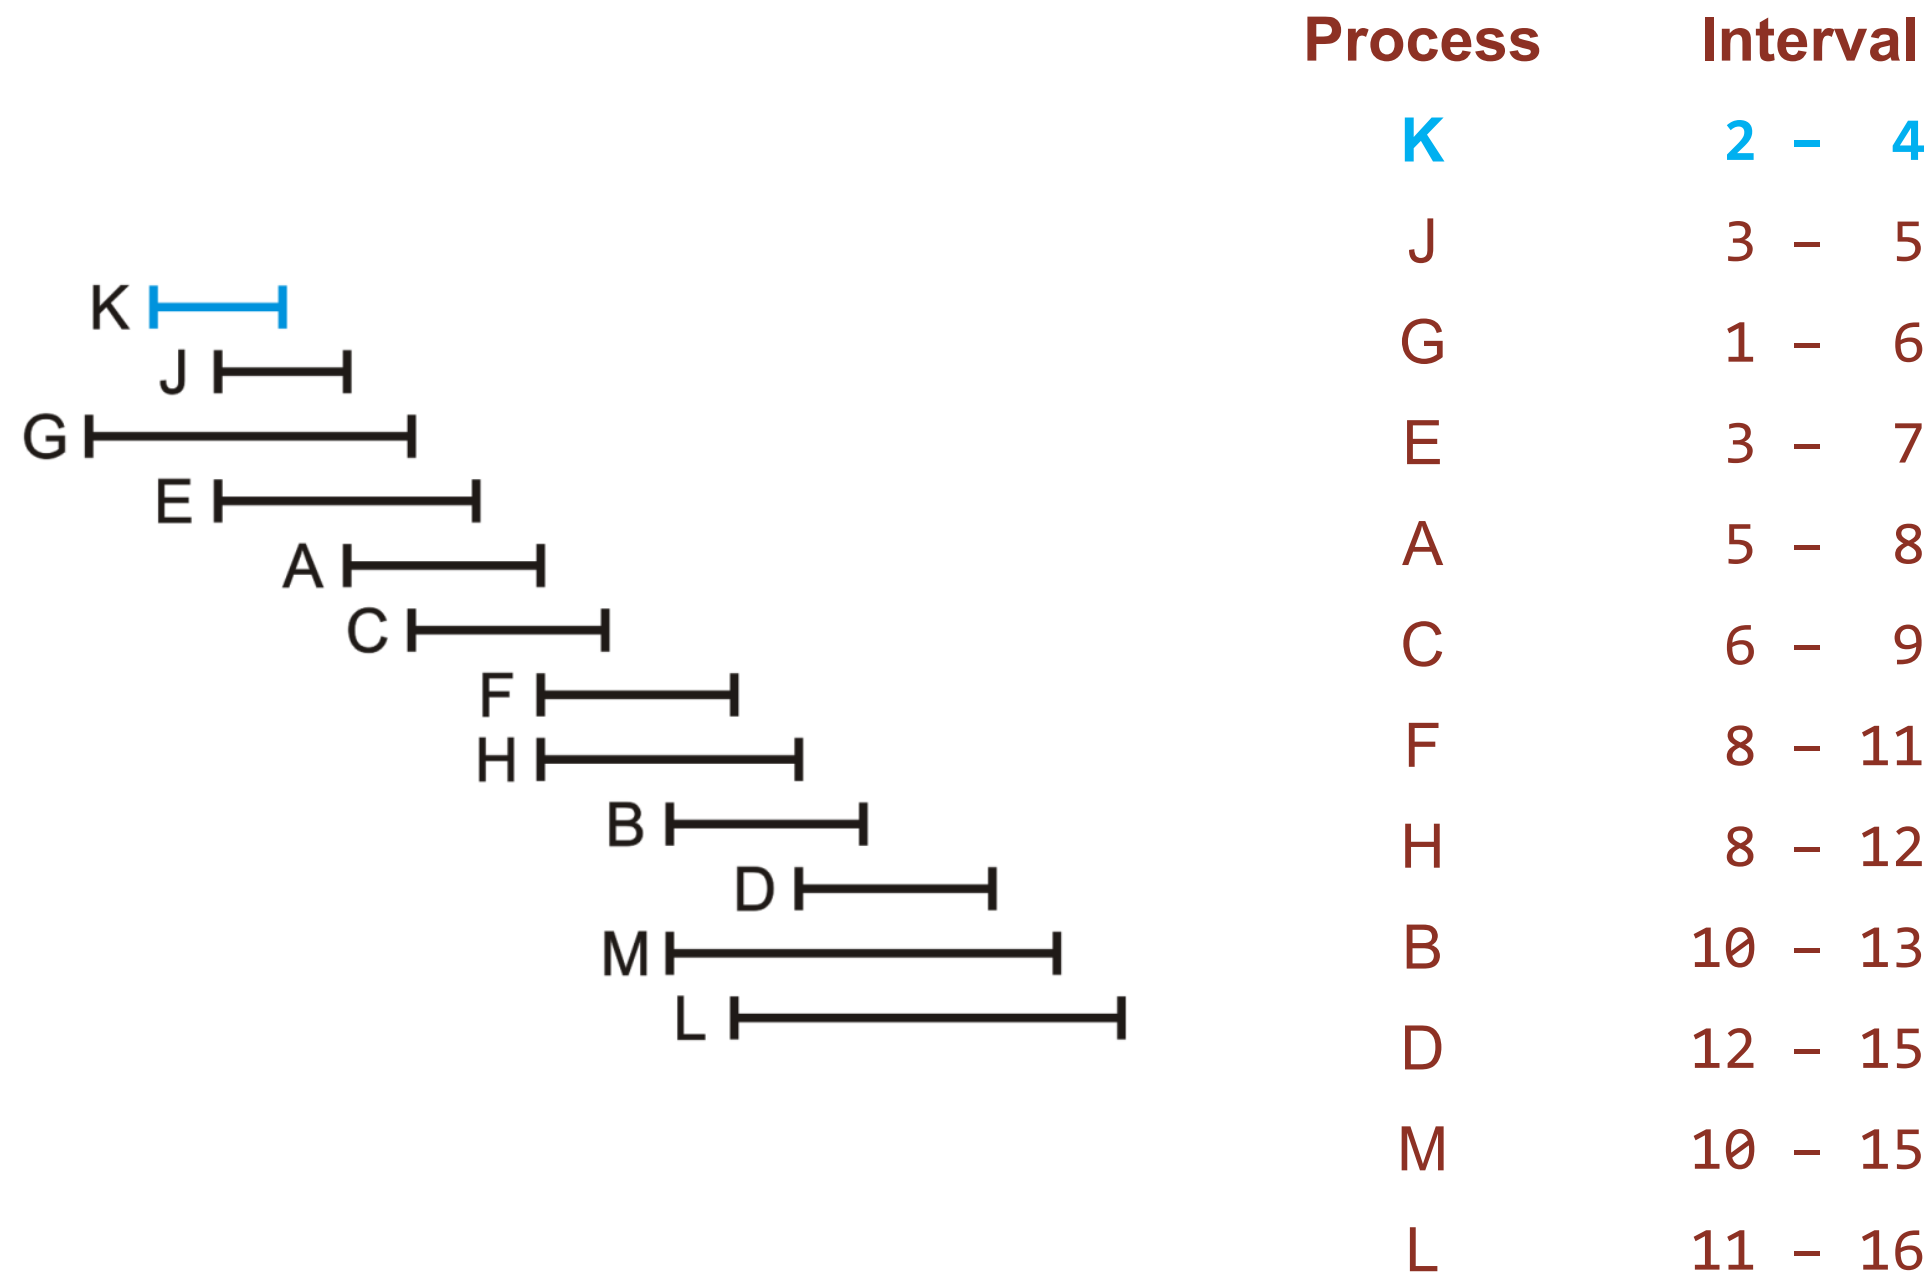 Process Interval
K 2 - 4
J 3 - 5
G 1 - 6
E 3 - 7
A 5 - 8
C 6 - 9
F 8 - 11
H 8 - 12
B 10 - 13
D 12 - 15
M 10 - 15
L 11 - 16
K
J
G
E
A
C
F
H
B
D
M
L